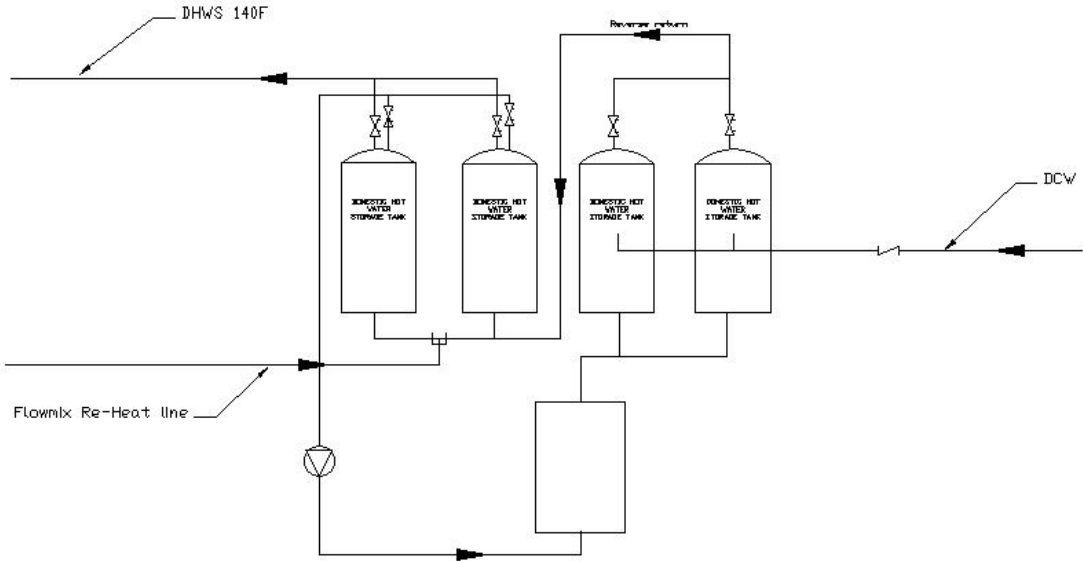 DHWS 140F
Reverse return
DOMESTIC HOT
WATER
STORAGE TANK
DOMESTIC HOT
WATER
STORAGE TANK
DOMESTIC HOT
WATER
STORAGE TANK
DOMESTIC HOT
WATER
STORAGE TANK
DCW
Flowmix Re-Heat line